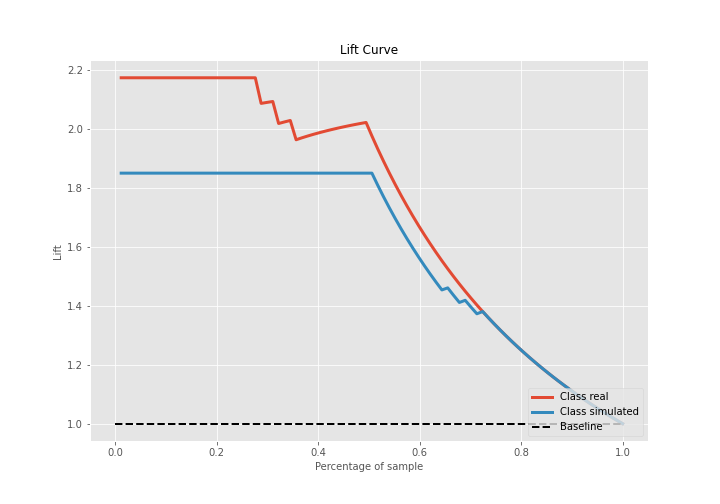 Lift Curve
2.2
2.0
1.8
1.6
1.4
1.2
1.0
Lift
0.0 0.2 0.4 0.6 0.8 1.0
Percentage of sample
Class real
Class simulated
Baseline